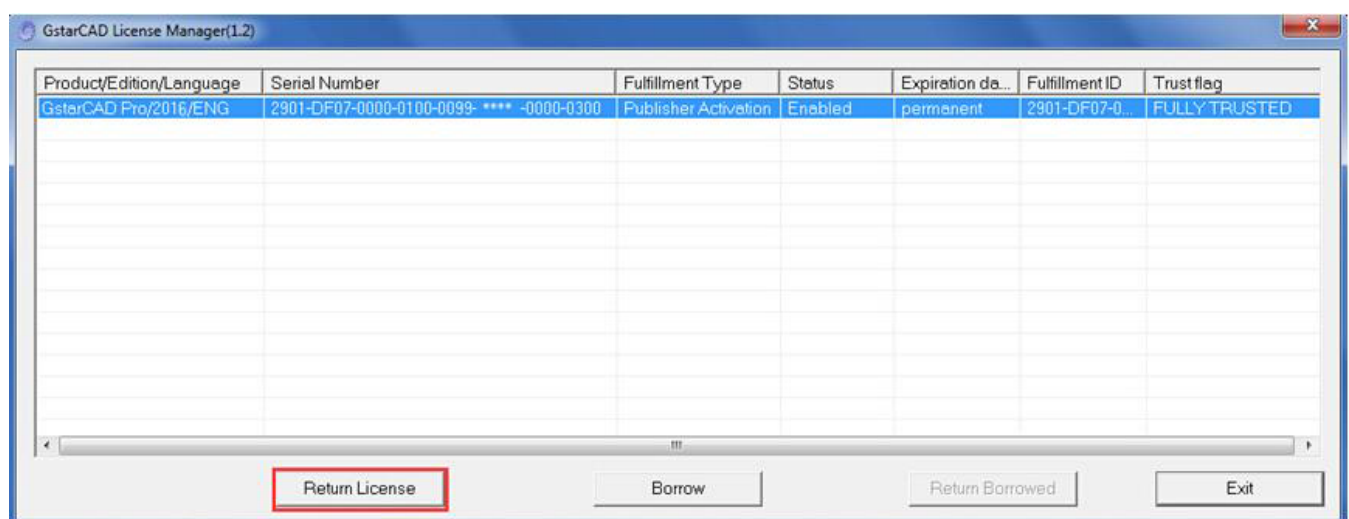 GstarCAD License Manager(1.2)
Product/Edition/Language Serial Number Fulfillment Type Status Expiration da... Fulfillment ID Trust flag
GstarCAD Pro/2016/ENG 2901-DF07-0000-0100-0099- **** -0000-0300 Publisher Activation Enabled permanent 2901-DF07-0... FULLY TRUSTED
Return License Borrow Return Borrowed Exit